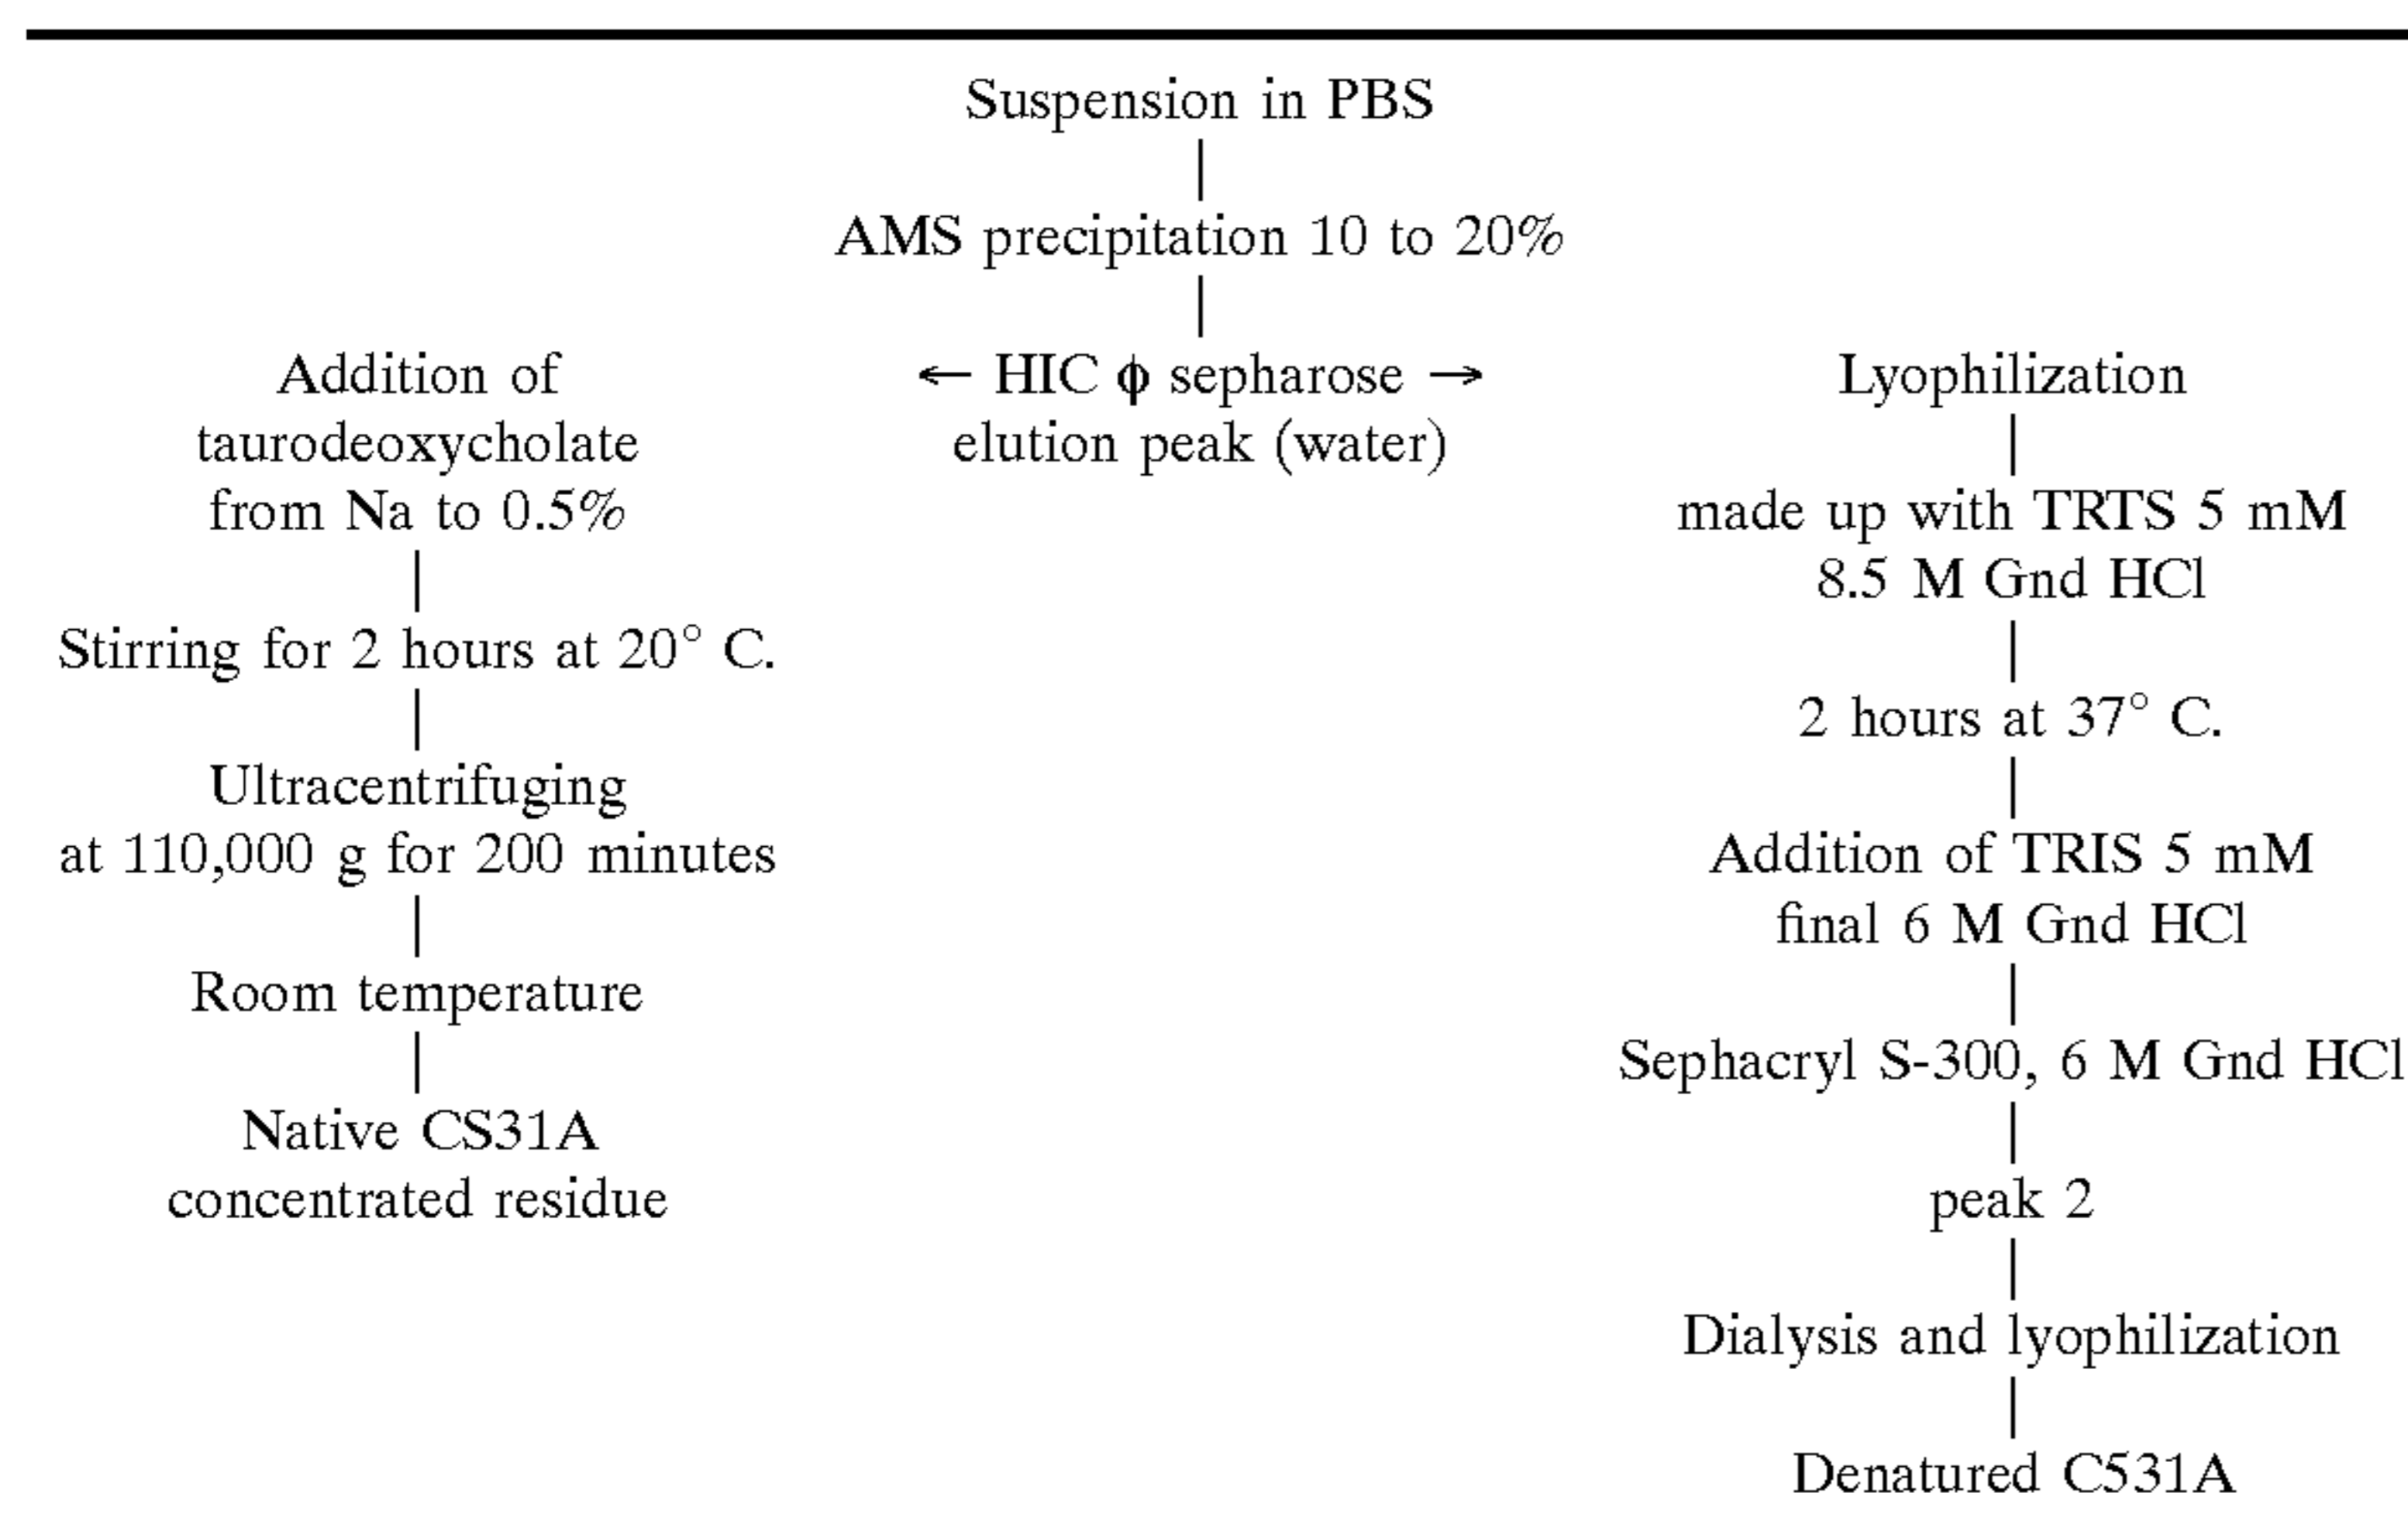 Suspension in PBS
AMS precipitation 10 to 20%
← HIC ϕ sepharose →
elution peak (water)
Addition of
taurodeoxycholate
from Na to 0.5%
Stirring for 2 hours at 20° C.
Ultracentrifuging
at 110,000 g for 200 minutes
Room temperature
Native CS31A
concentrated residue
Lyophilization
made up with TRTS 5 mM
8.5 M Gnd HCl
2 hours at 37° C.
Addition of TRIS 5 mM
final 6 M Gnd HCl
Sephacryl S-300, 6 M Gnd HCl
peak 2
Dialysis and lyophilization
Denatured C531A